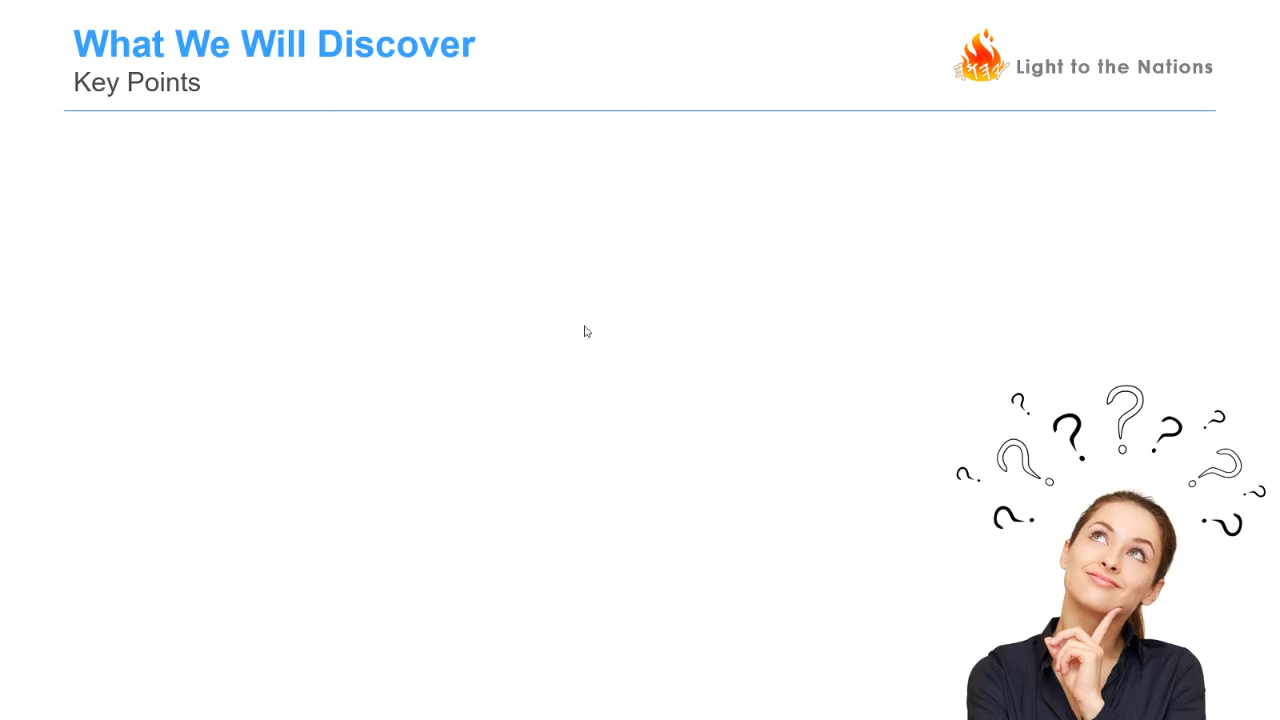 What We Will Discover
Key Points
Light to the Nations
? ? ? ? ? ? ? ? ? ? ?